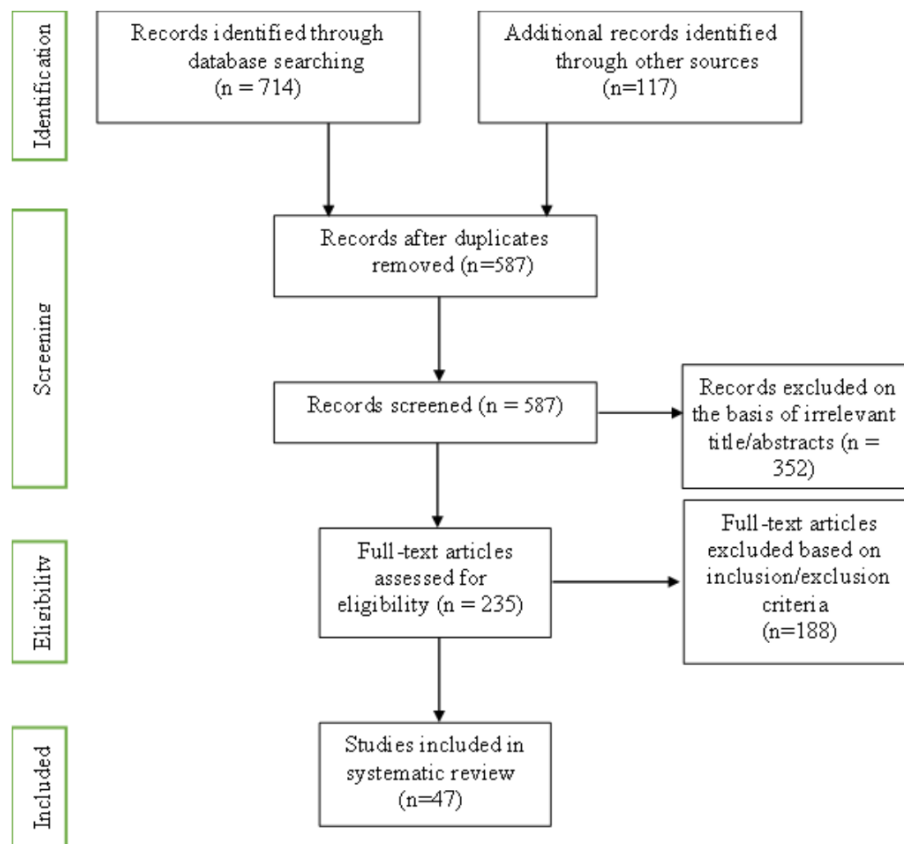 Identification
Records identified through
database searching
(n = 714)
Additional records identified
through other sources
(n=117)
Screening
Records after duplicates
removed (n=587)
Records screened (n = 587)
Records excluded on
the basis of irrelevant
title/abstracts (n =
352)
Eligibility
Full-text articles
assessed for
eligibility (n = 235)
Full-text articles
excluded based on
inclusion/exclusion
criteria
(n=188)
Included
Studies included in
systematic review
(n=47)